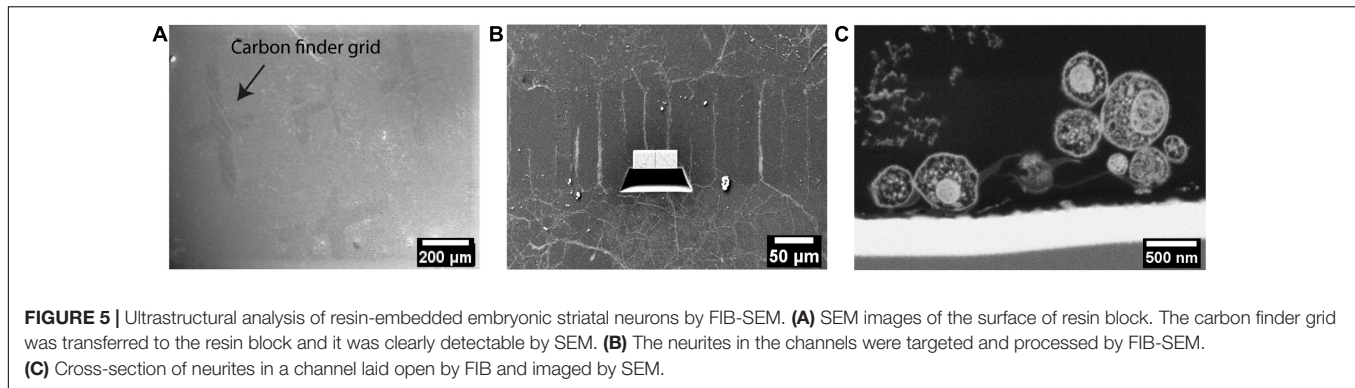 A
Carbon finder grid
200 µm
B
50 µm
C
500 nm
FIGURE 5 | Ultrastructural analysis of resin-embedded embryonic striatal neurons by FIB-SEM. (A) SEM images of the surface of resin block. The carbon finder grid
was transferred to the resin block and it was clearly detectable by SEM. (B) The neurites in the channels were targeted and processed by FIB-SEM.
(C) Cross-section of neurites in a channel laid open by FIB and imaged by SEM.